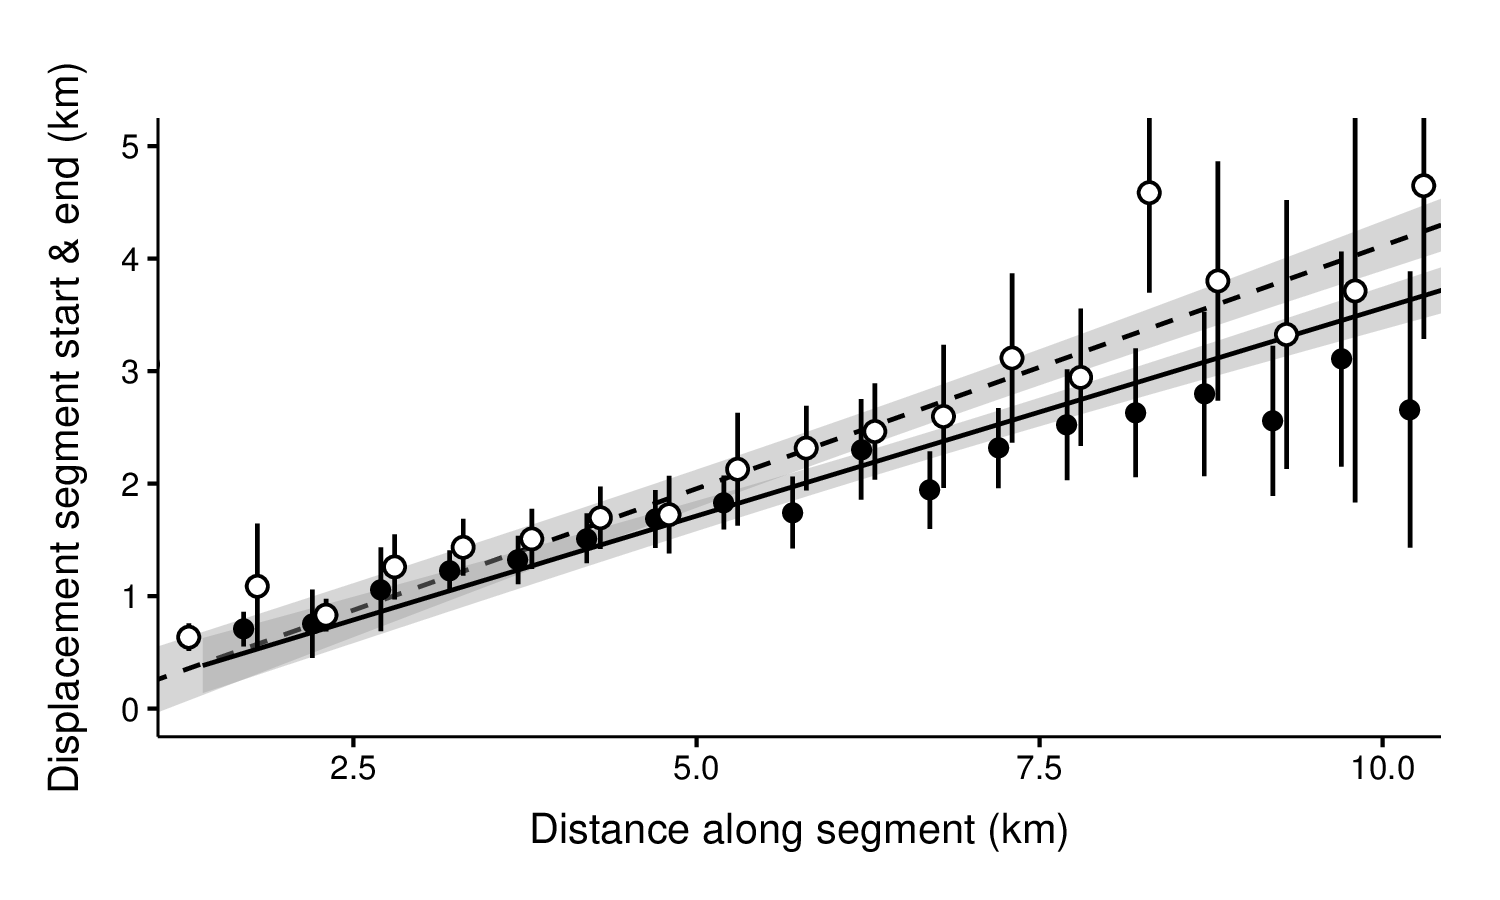 Displacement segment start & end (km)
5
4
3
2
1
0
2.5 5.0 7.5 10.0
Distance along segment (km)